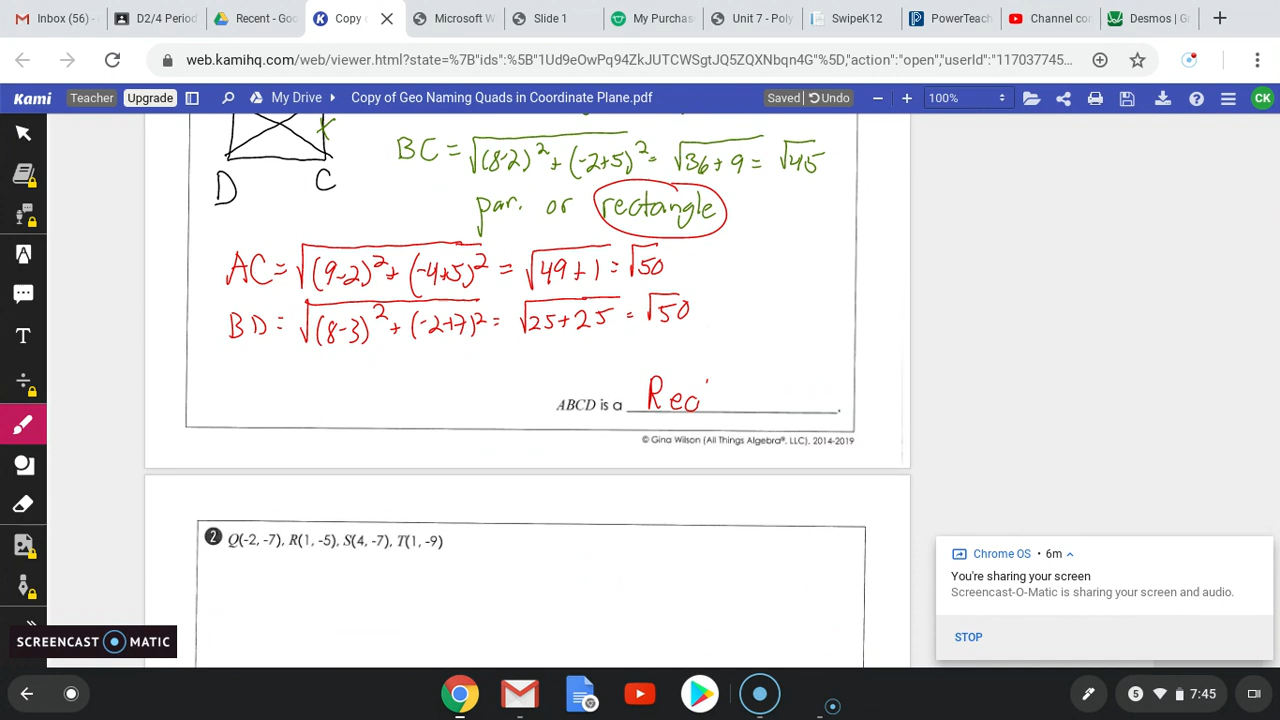 Inbox (56) -
D2/4 Period
Recent - Goo
Copy o
Microsoft W
Slide 1
My Purchase
Unit 7 - Poly
SwipeK12
PowerTeach
Channel con
Desmos | Gr
web.kamihq.com/web/viewer.html?state=%7B"ids"%3A%5B"1Ud9eOwPq94ZkJUTCWSgtJQ5ZQXNbqn4G"%5D,"action":"open","userId":"117037745...
Kami Teacher Upgrade My Drive Copy of Geo Naming Quads in Coordinate Plane.pdf Saved Undo 100% CK
BC = √(8-2)² + (-2+5)² = √36+9 = √45
D C
par. or rectangle
AC = √(9-2)² + (-4+5)² = √49+1 = √50
BD = √(8-3)² + (-2+7)² = √25+25 = √50
ABCD is a Rec
© Gina Wilson (All Things Algebra®, LLC), 2014-2019
2 Q(-2, -7), R(1, -5), S(4, -7), T(1, -9)
Chrome OS • 6m
You're sharing your screen
Screencast-O-Matic is sharing your screen and audio.
STOP
SCREENCAST MATIC
5 7:45